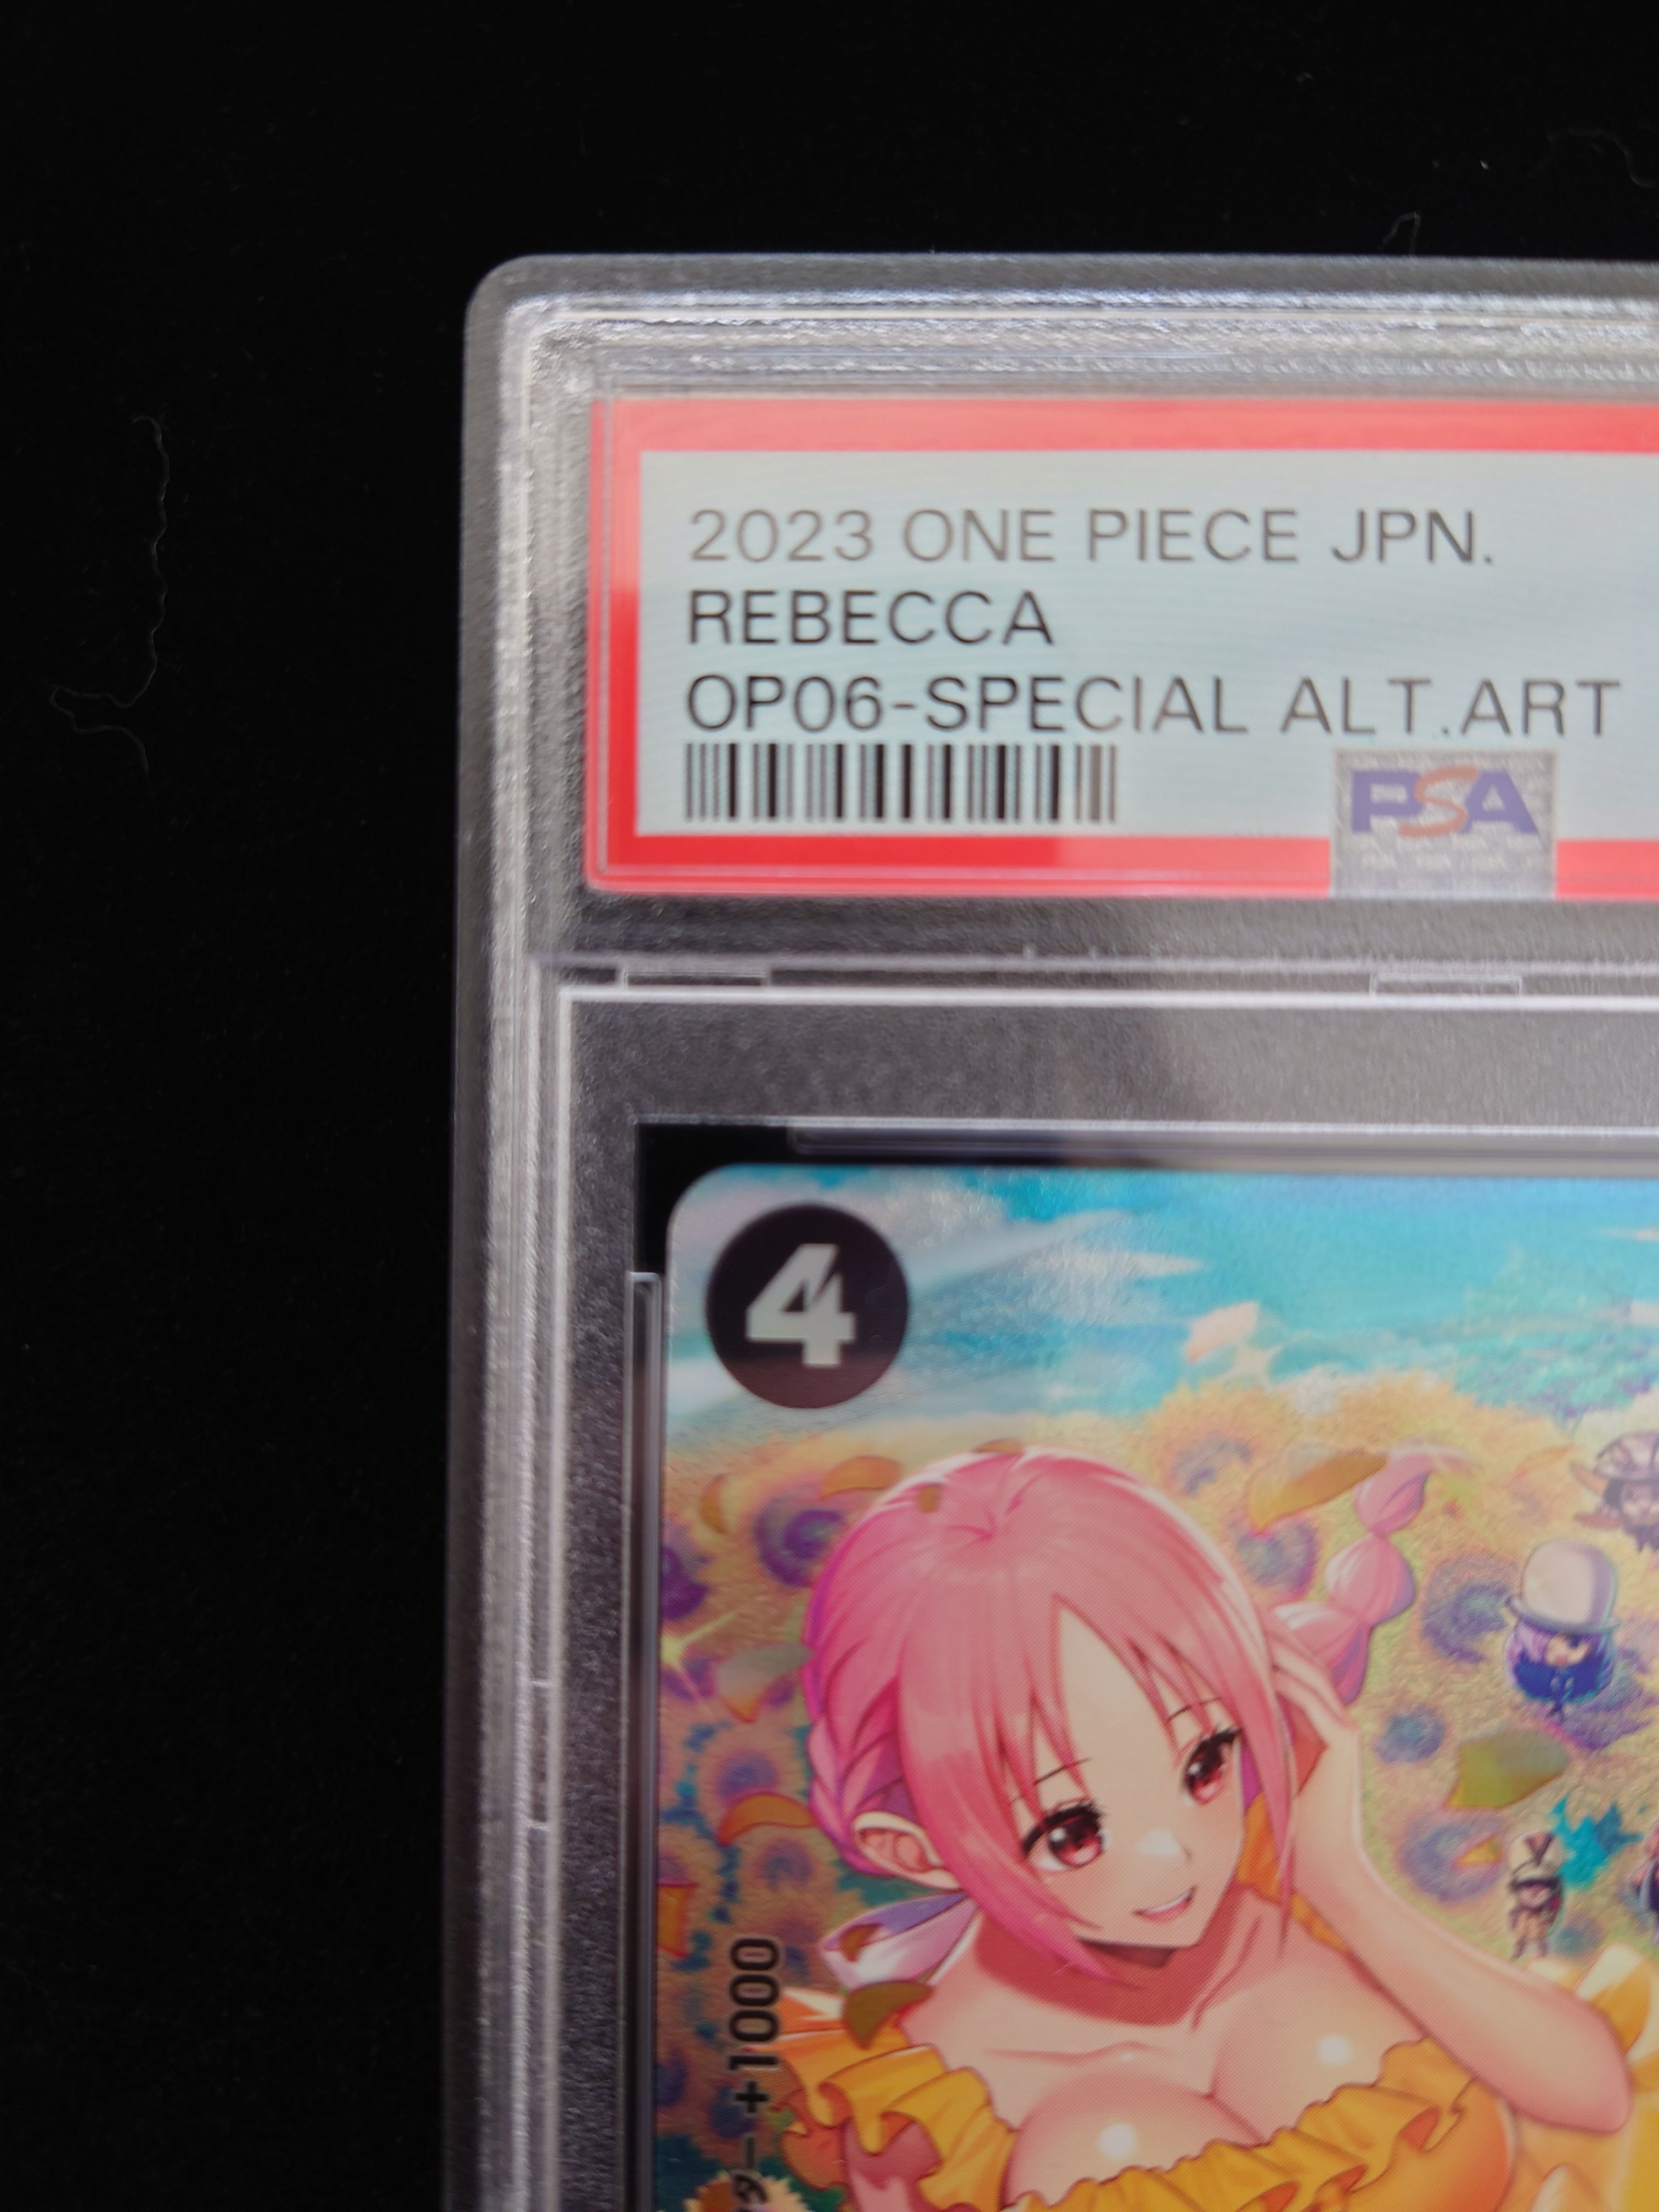 2023 ONE PIECE JPN.
REBECCA
OP06-SPECIAL ALT.ART
PSA
4
+1000